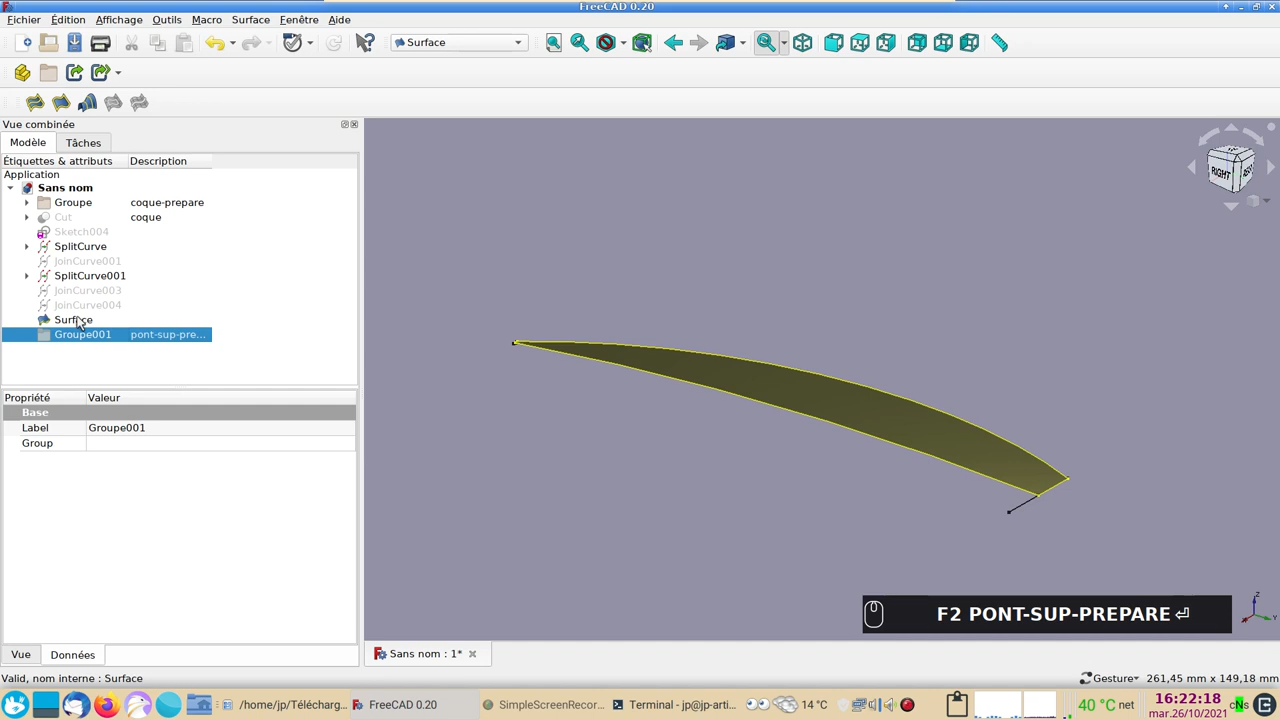 FreeCAD 0.20
Fichier Édition Affichage Outils Macro Surface Fenêtre Aide
Surface
Vue combinée
Modèle Tâches
Étiquettes & attributs Description
Application
Sans nom
Groupe coque-prepare
Cut coque
Sketch004
SplitCurve
JoinCurve001
SplitCurve001
JoinCurve003
JoinCurve004
Surface
Groupe001 pont-sup-pre...
Propriété Valeur
Base
Label Groupe001
Group
Vue Données
RIGHT
F2 PONT-SUP-PREPARE ⏎
Sans nom : 1*
Valid, nom interne : Surface
Gesture 261,45 mm x 149,18 mm
/home/jp/Télécharg... FreeCAD 0.20 SimpleScreenRecor... Terminal - jp@jp-arti... 14 °C 40 °C net 16:22:18
mar.26/10/2021